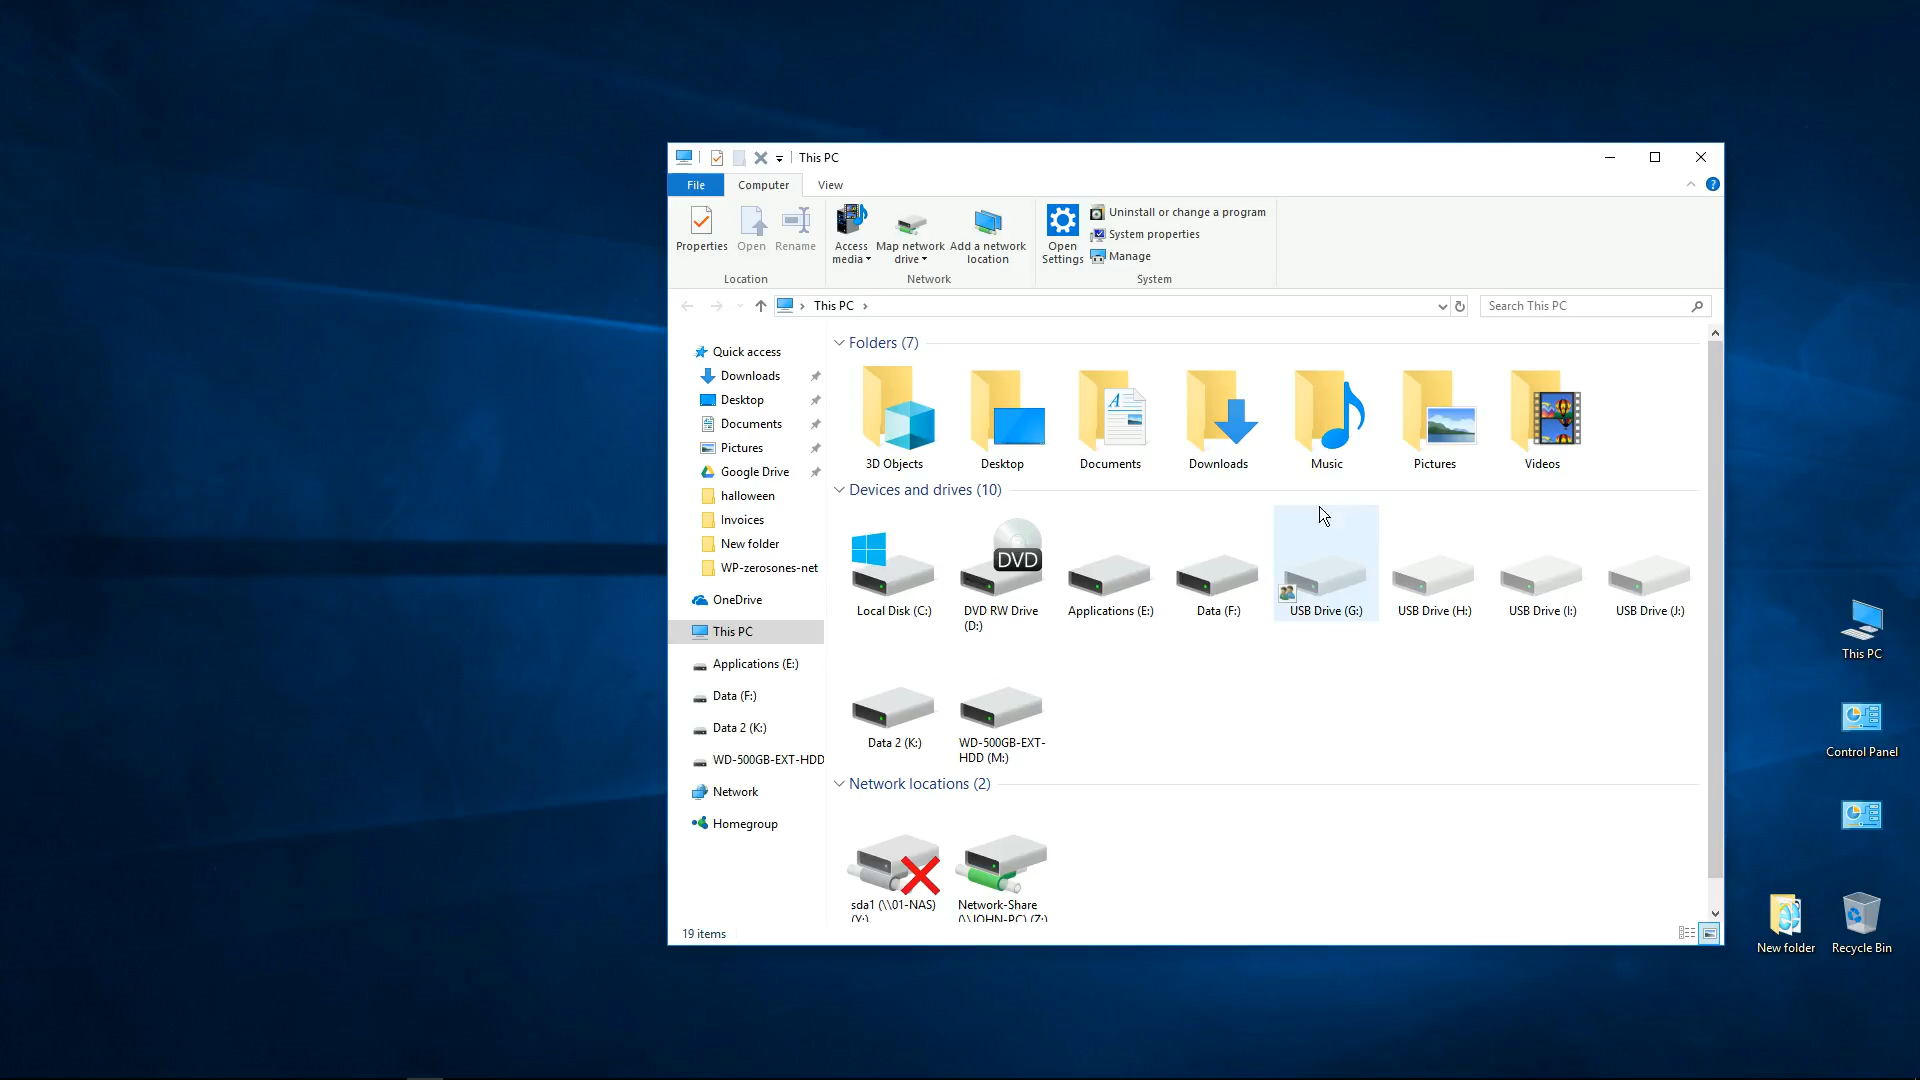 This PC
File Computer View
Properties Open Rename Access media Map network drive Add a network location Open Settings
Uninstall or change a program
System properties
Manage
Location Network System
This PC
Search This PC
Quick access
Downloads
Desktop
Documents
Pictures
Google Drive
halloween
Invoices
New folder
WP-zerosones-net
OneDrive
This PC
Applications (E:)
Data (F:)
Data 2 (K:)
WD-500GB-EXT-HDD
Network
Homegroup
Folders (7)
3D Objects Desktop Documents Downloads Music Pictures Videos
Devices and drives (10)
DVD
Local Disk (C:) DVD RW Drive (D:) Applications (E:) Data (F:) USB Drive (G:) USB Drive (H:) USB Drive (I:) USB Drive (J:)
Data 2 (K:) WD-500GB-EXT-HDD (M:)
Network locations (2)
sda1 (\\01-NAS) (Y:) Network-Share (\\JOHN-PC) (Z:)
19 items
This PC
Control Panel
New folder Recycle Bin